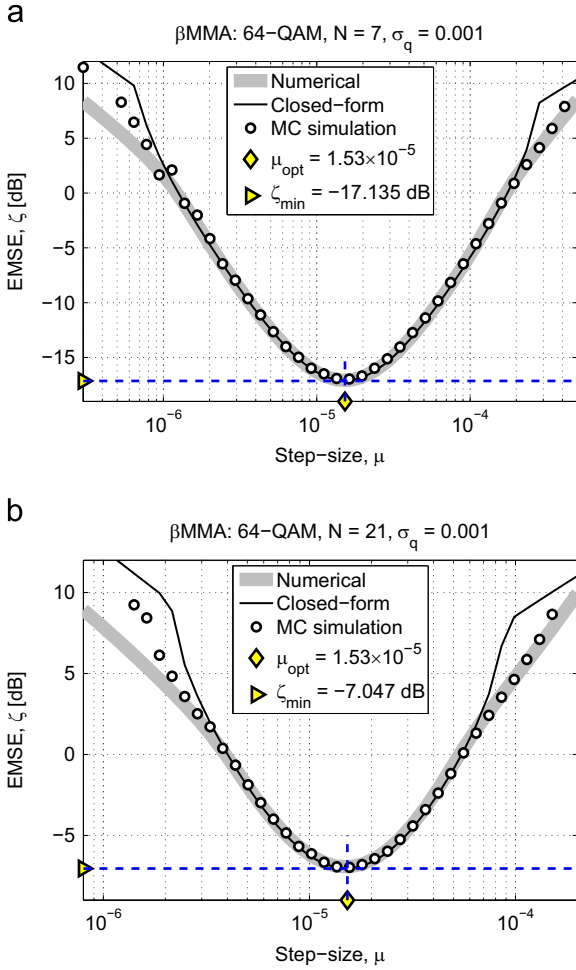 a
βMMA: 64−QAM, N = 7, σq = 0.001
Numerical
Closed−form
MC simulation
μopt = 1.53×10−5
ζmin = −17.135 dB
EMSE, ζ [dB]
10
5
0
−5
−10
−15
10−6
10−5
10−4
Step−size, μ
b
βMMA: 64−QAM, N = 21, σq = 0.001
Numerical
Closed−form
MC simulation
μopt = 1.53×10−5
ζmin = −7.047 dB
EMSE, ζ [dB]
10
5
0
−5
10−6
10−5
10−4
Step−size, μ